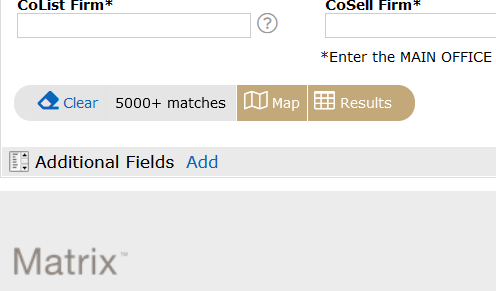 CoList Firm* CoSell Firm*
?
*Enter the MAIN OFFICE
Clear 5000+ matches Map Results
Additional Fields Add
Matrix™